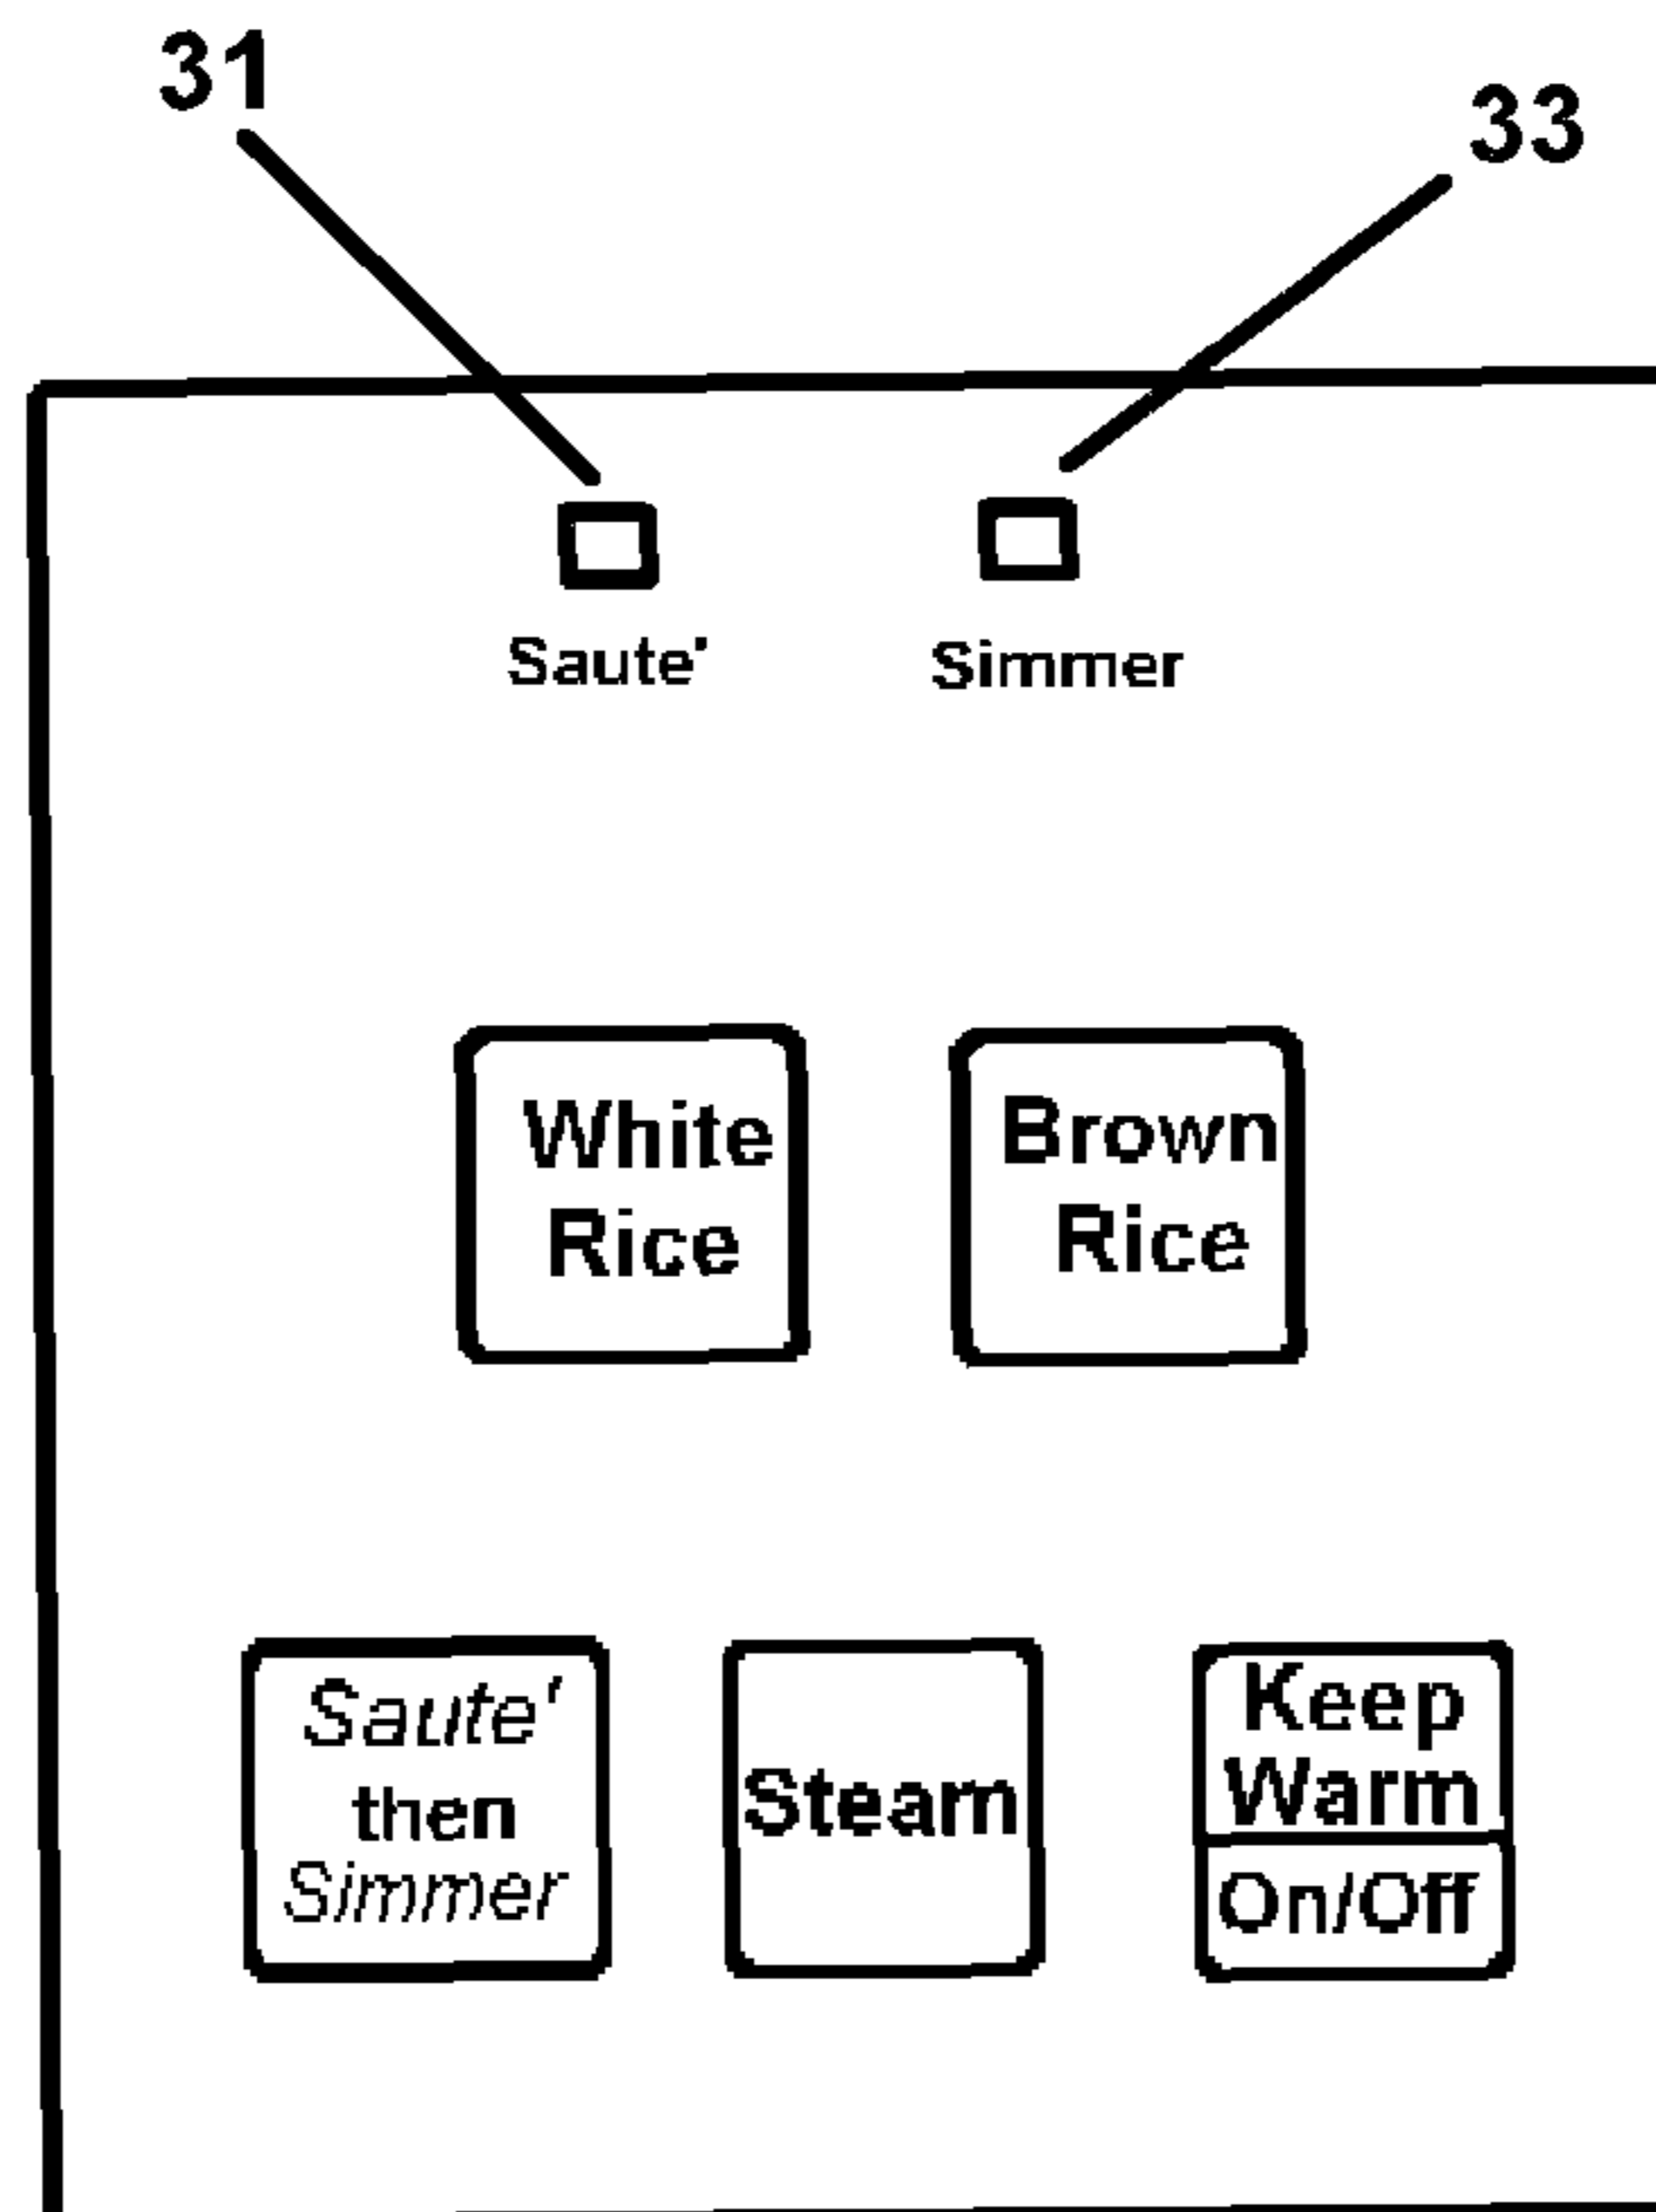 31
33
Saute'
Simmer
White
Rice
Brown
Rice
Saute'
then
Simmer
Steam
Keep
Warm
On/Off